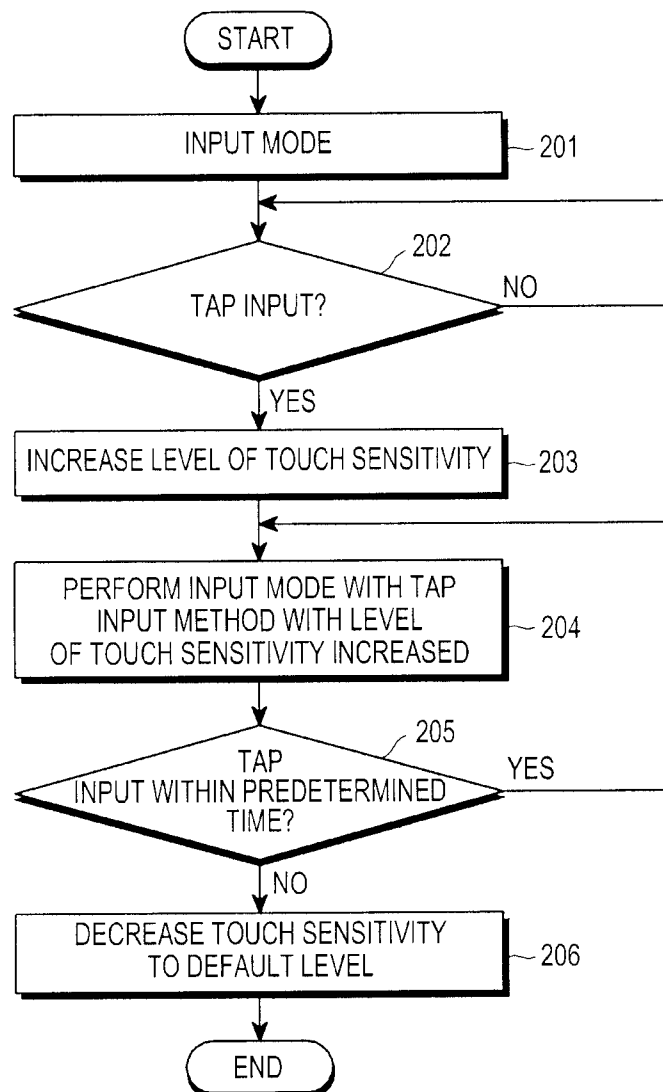 START
INPUT MODE
201
202
TAP INPUT?
NO
YES
INCREASE LEVEL OF TOUCH SENSITIVITY
203
PERFORM INPUT MODE WITH TAP
INPUT METHOD WITH LEVEL
OF TOUCH SENSITIVITY INCREASED
204
205
TAP
INPUT WITHIN PREDETERMINED
TIME?
YES
NO
DECREASE TOUCH SENSITIVITY
TO DEFAULT LEVEL
206
END